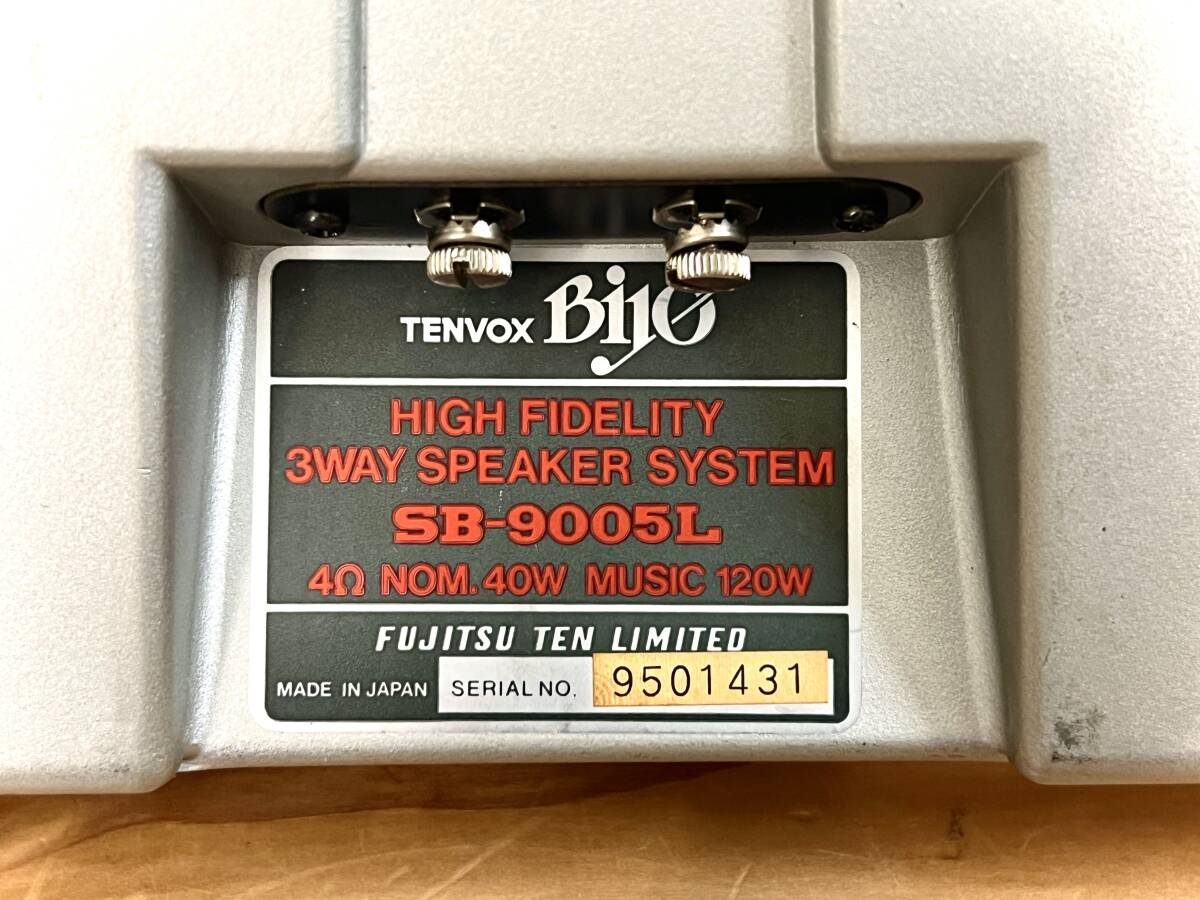 TENVOX Bijo
HIGH FIDELITY
3WAY SPEAKER SYSTEM
SB-9005L
4Ω NOM. 40W MUSIC 120W
FUJITSU TEN LIMITED
MADE IN JAPAN SERIAL NO. 9501431